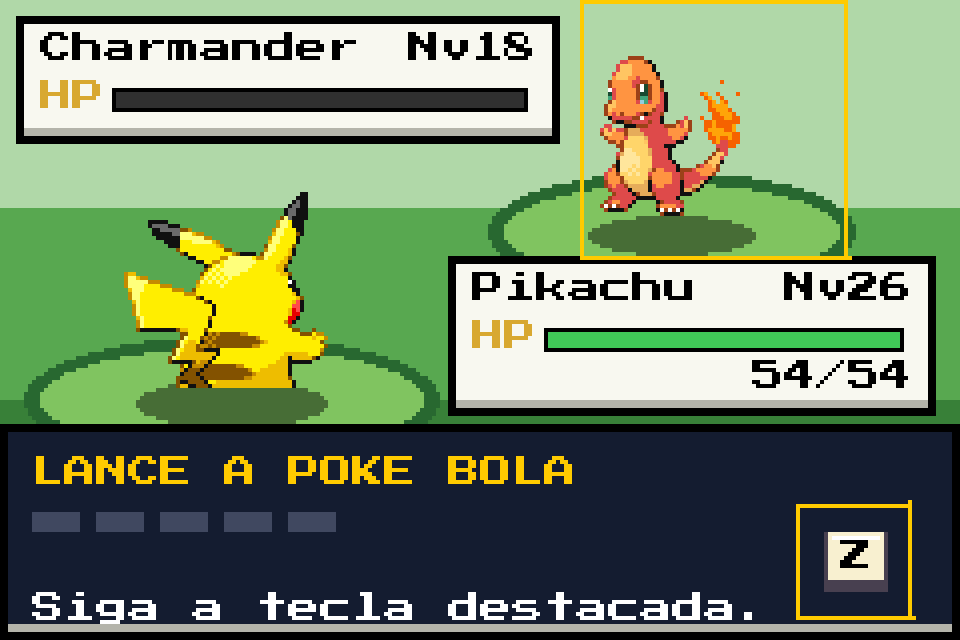 Charmander Nv18
HP
Pikachu Nv26
HP
54/54
LANCE A POKE BOLA
Z
Siga a tecla destacada.